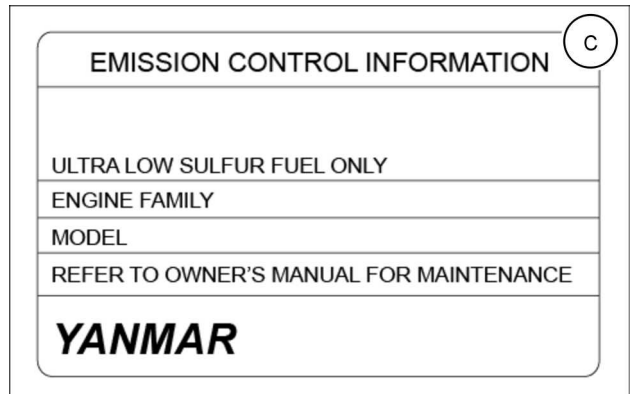 C
EMISSION CONTROL INFORMATION
ULTRA LOW SULFUR FUEL ONLY
ENGINE FAMILY
MODEL
REFER TO OWNER'S MANUAL FOR MAINTENANCE
YANMAR